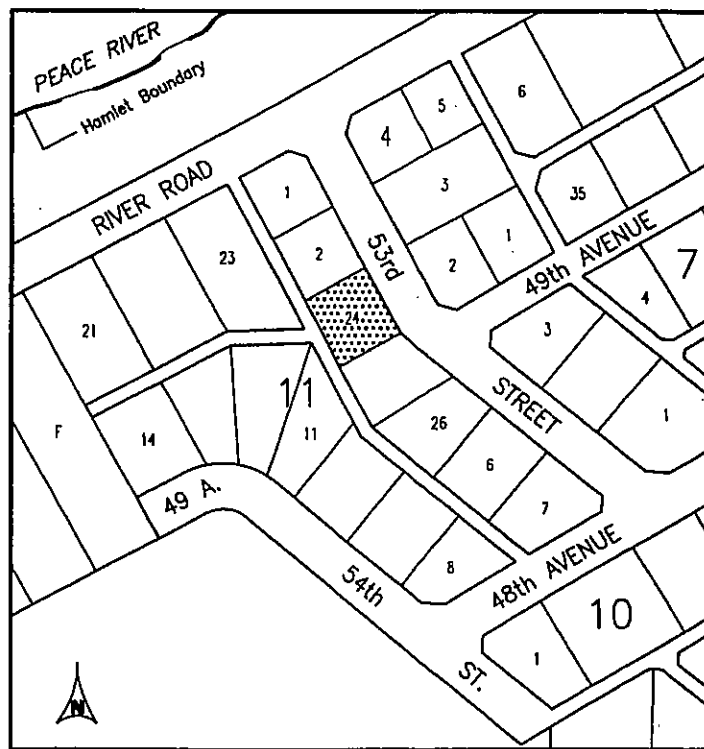 PEACE RIVER
Hamlet Boundary
RIVER ROAD
6
5
4
3
35
1
2
1
2
53rd
49th AVENUE
7
4
23
21
24
3
STREET
1
11
11
26
F
14
6
7
49 A.
8
48th AVENUE
54th
10
1
ST.
N